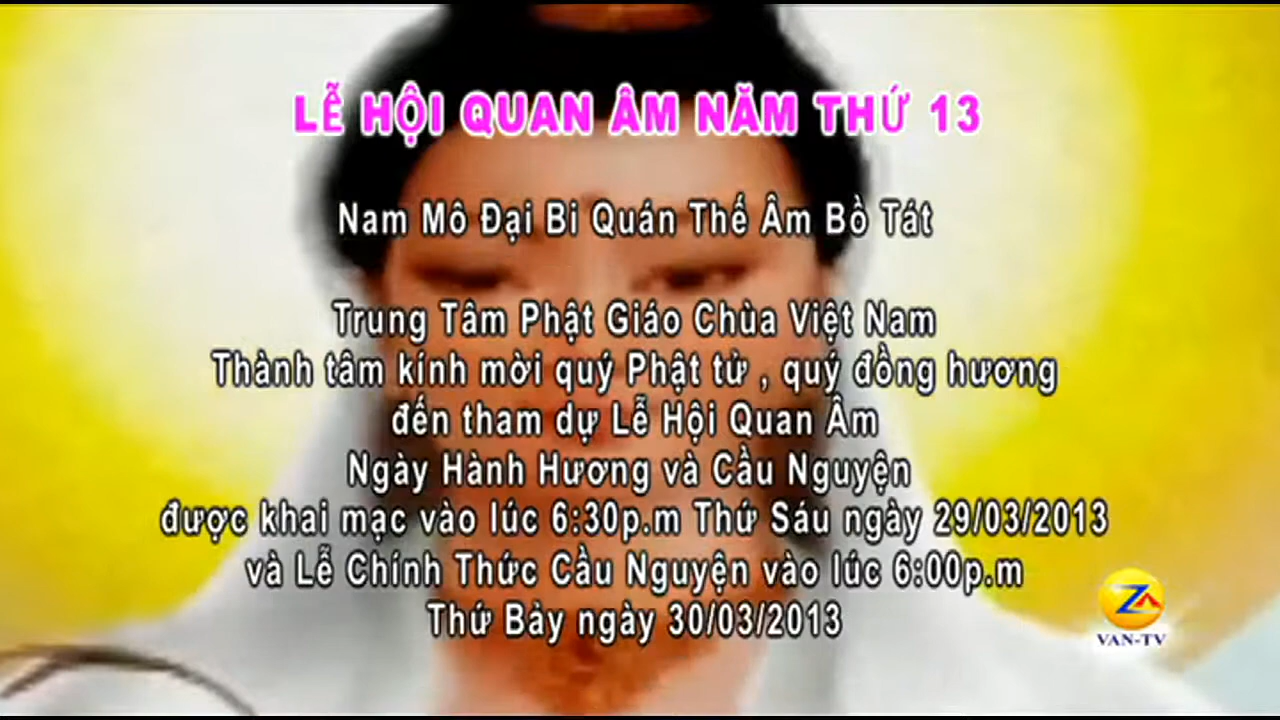 LỄ HỘI QUAN ÂM NĂM THỨ 13
Nam Mô Đại Bi Quán Thế Âm Bồ Tát
Trung Tâm Phật Giáo Chùa Việt Nam
Thành tâm kính mời quý Phật tử , quý đồng hương
đến tham dự Lễ Hội Quan Âm
Ngày Hành Hương và Cầu Nguyện
được khai mạc vào lúc 6:30p.m Thứ Sáu ngày 29/03/2013
và Lễ Chính Thức Cầu Nguyện vào lúc 6:00p.m
Thứ Bảy ngày 30/03/2013
VAN-TV